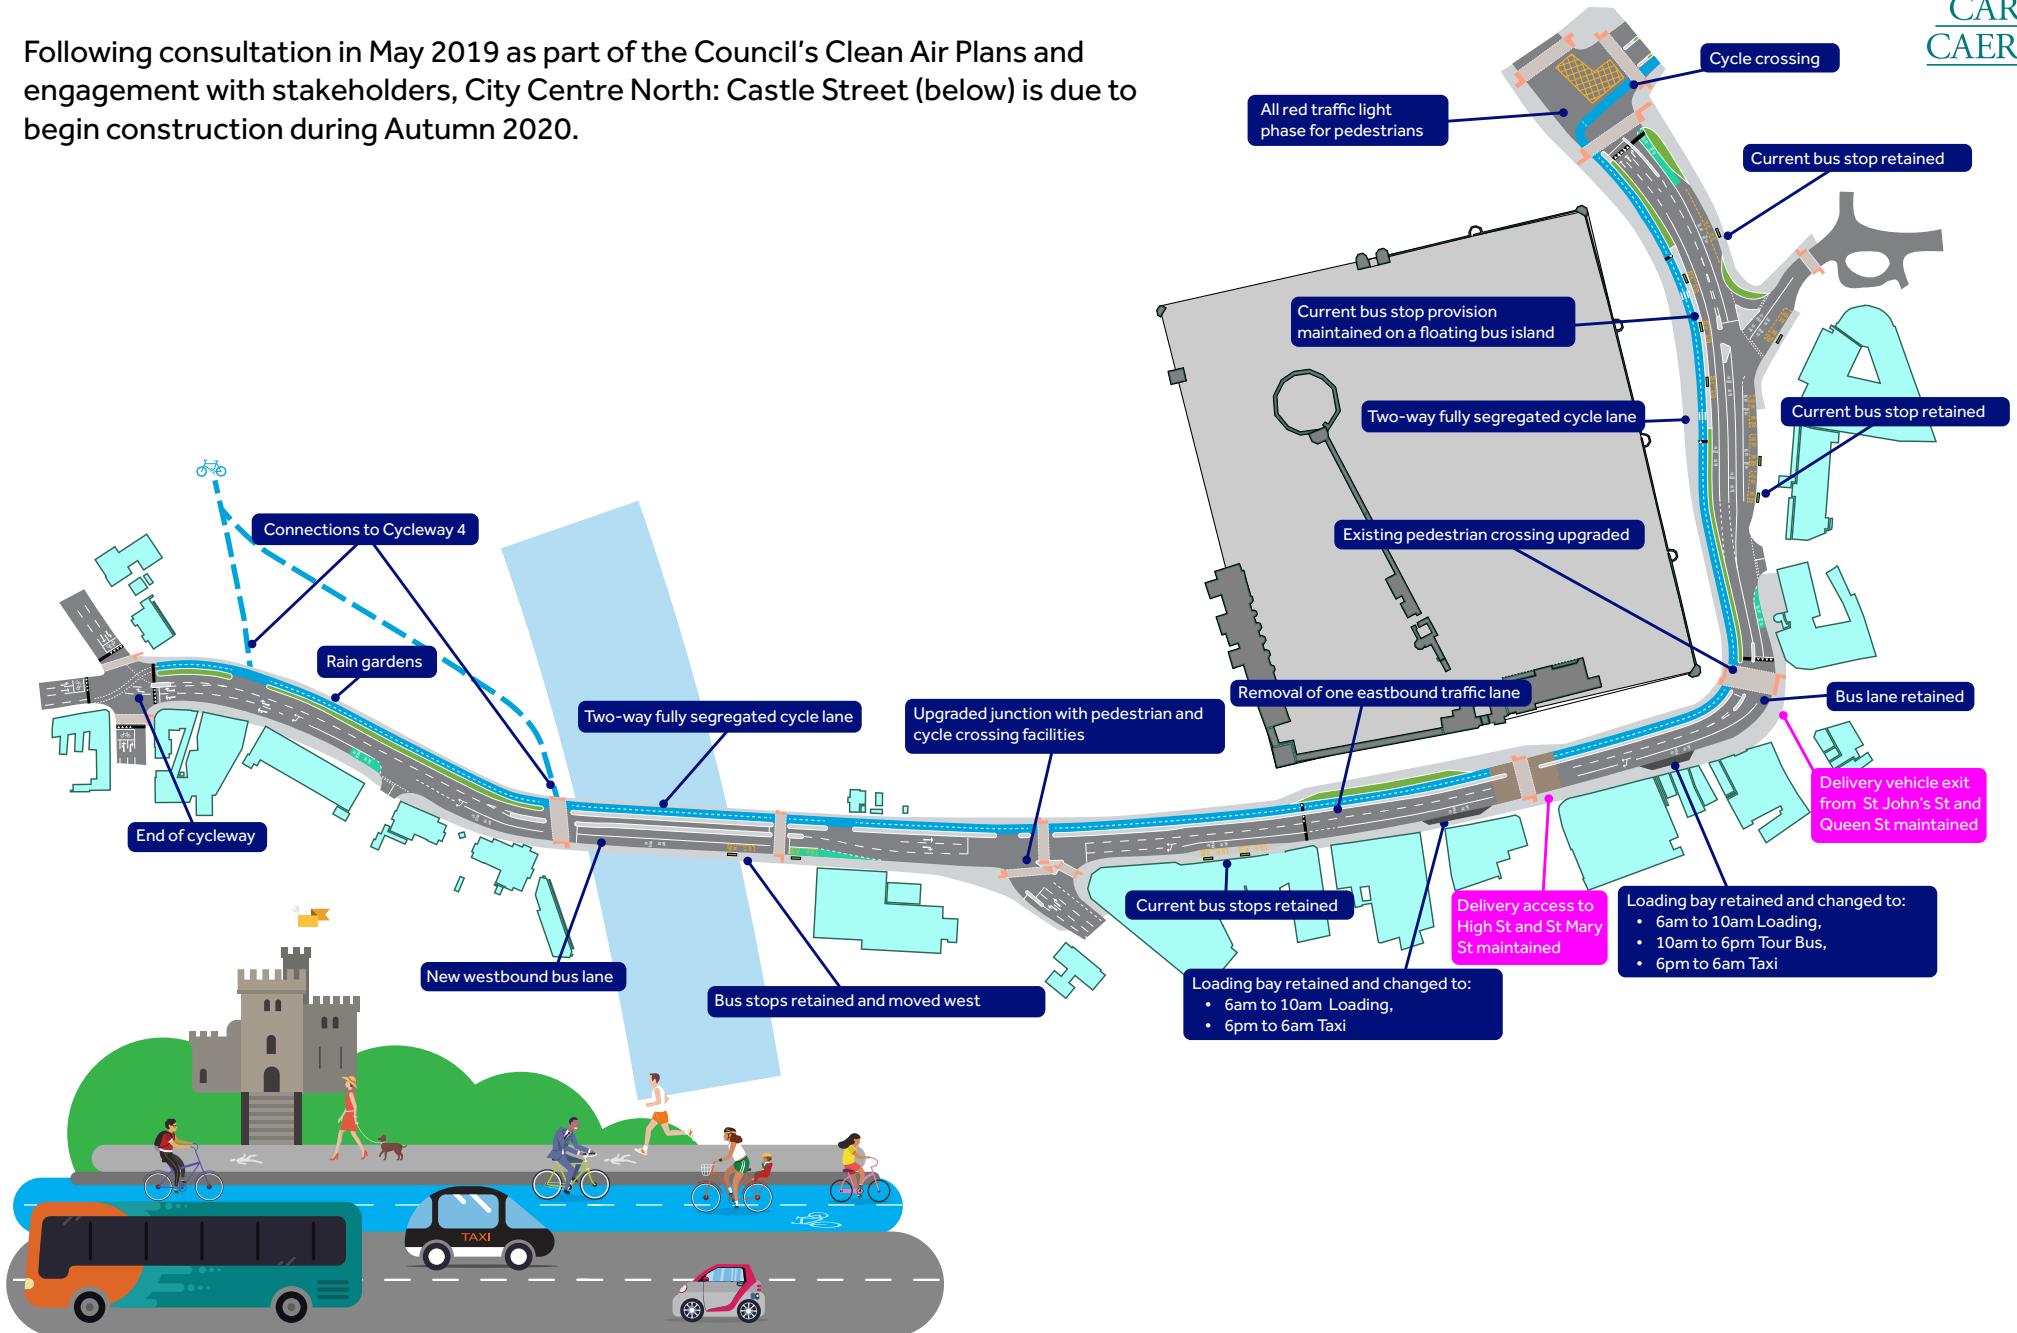 Following consultation in May 2019 as part of the Council's Clean Air Plans and
engagement with stakeholders, City Centre North: Castle Street (below) is due to
begin construction during Autumn 2020.
CAR
CAER
Cycle crossing
All red traffic light
phase for pedestrians
Current bus stop retained
Current bus stop provision
maintained on a floating bus island
Two-way fully segregated cycle lane
Current bus stop retained
Existing pedestrian crossing upgraded
Connections to Cycleway 4
Rain gardens
Two-way fully segregated cycle lane
Upgraded junction with pedestrian and
cycle crossing facilities
Removal of one eastbound traffic lane
Bus lane retained
Delivery vehicle exit
from St John's St and
Queen St maintained
End of cycleway
Current bus stops retained
Delivery access to
High St and St Mary
St maintained
Loading bay retained and changed to:
• 6am to 10am Loading,
• 10am to 6pm Tour Bus,
• 6pm to 6am Taxi
New westbound bus lane
Bus stops retained and moved west
Loading bay retained and changed to:
• 6am to 10am Loading,
• 6pm to 6am Taxi
TAXI